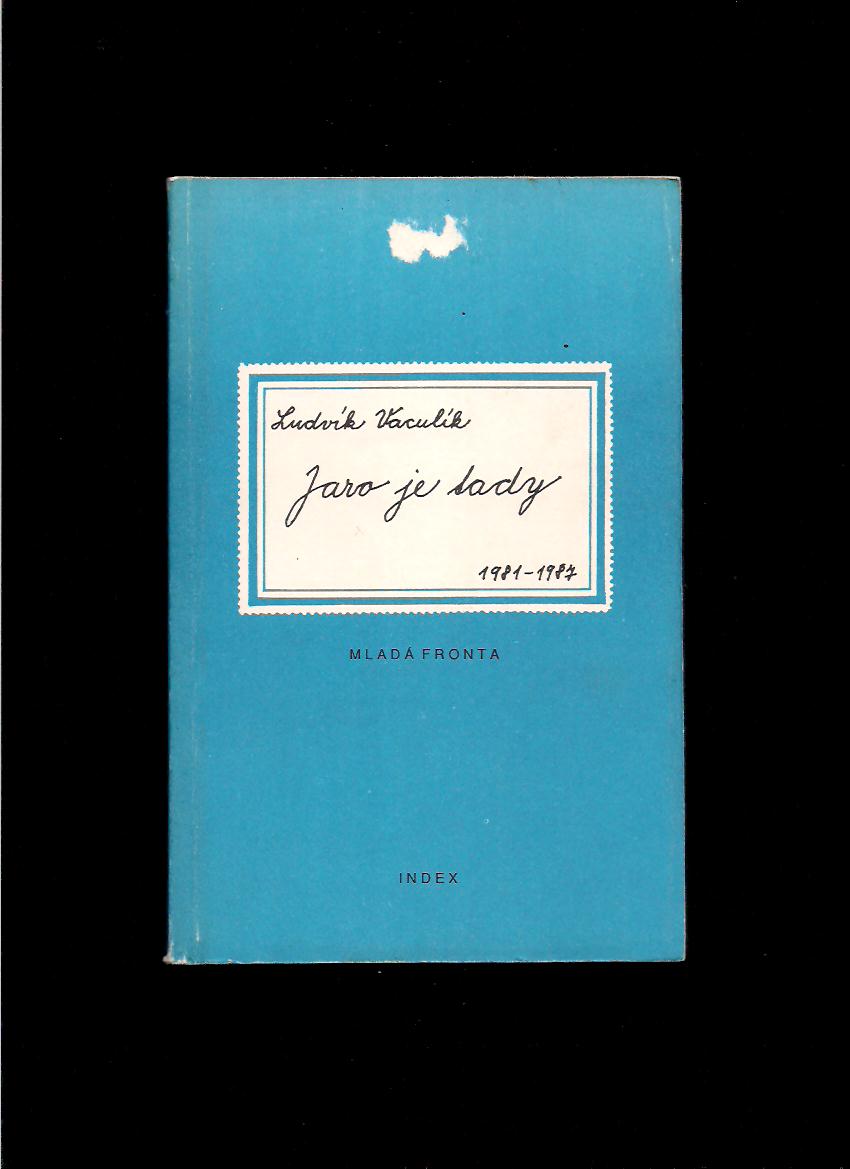 Ludvík Vaculík
Jaro je tady
1981-1987
MLADÁ FRONTA
INDEX